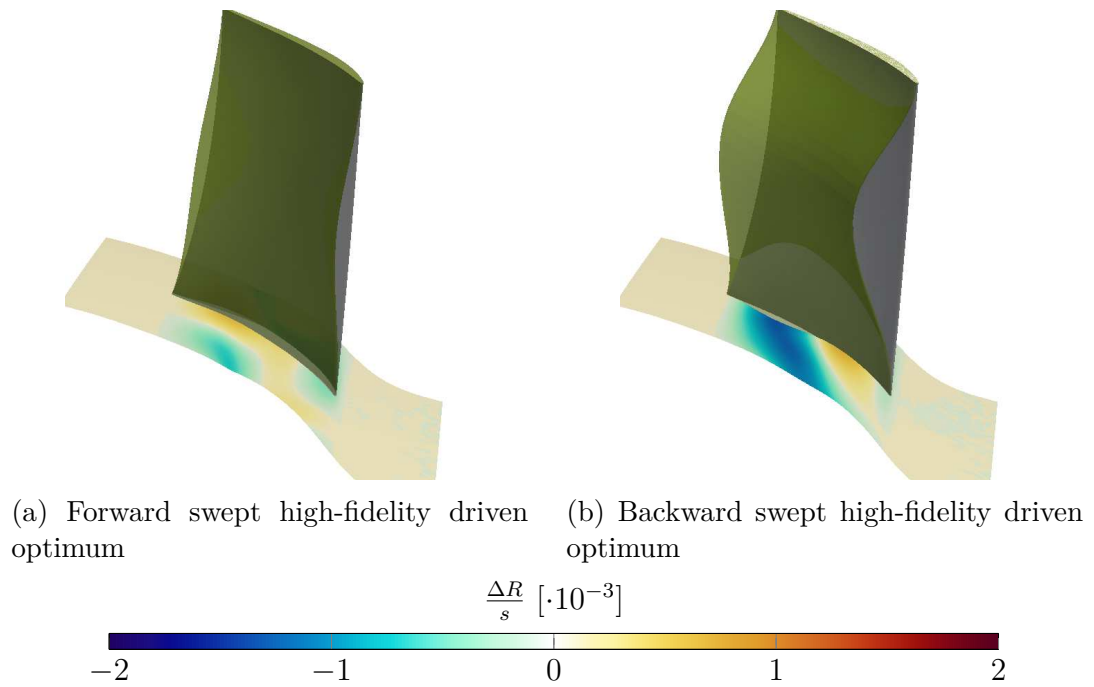 (a) Forward swept high-fidelity driven
optimum
(b) Backward swept high-fidelity driven
optimum
ΔR/s [·10⁻³]
−2 −1 0 1 2